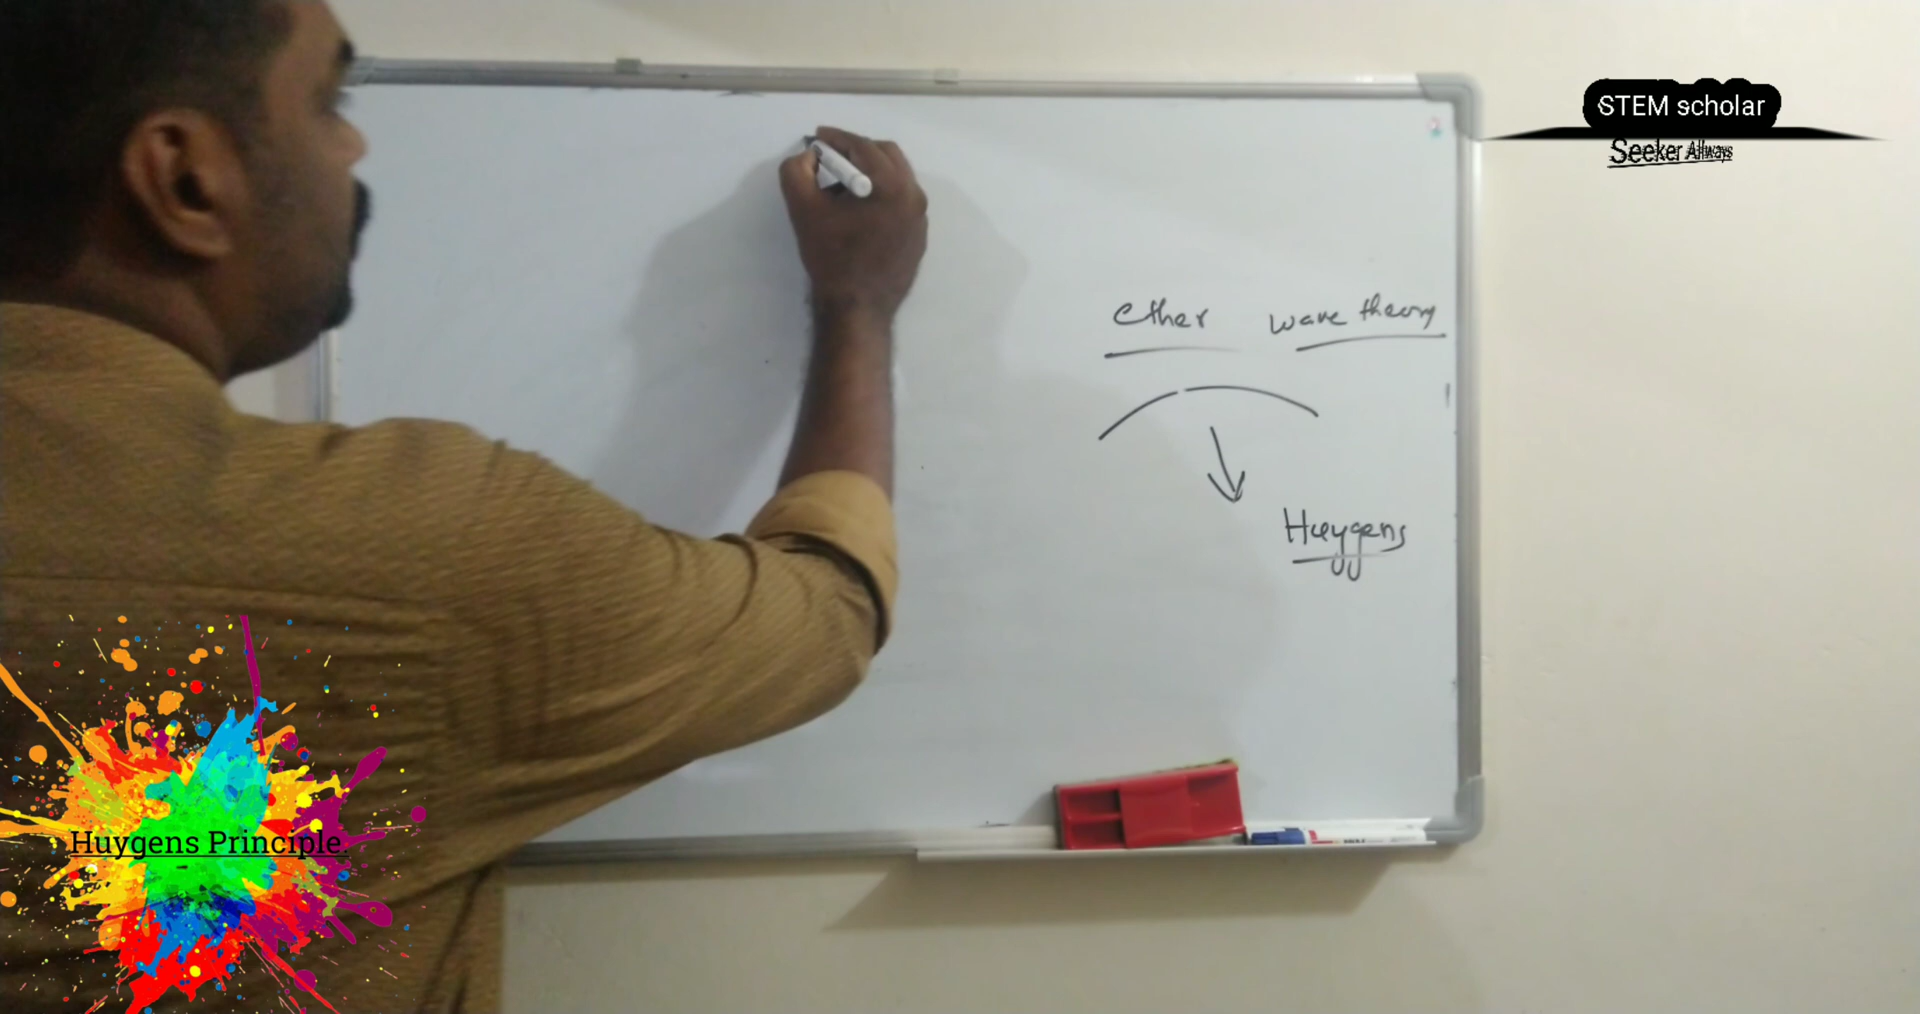 STEM scholar
Seeker Allways
Ether wave theory
Huygens
Huygens Principle.